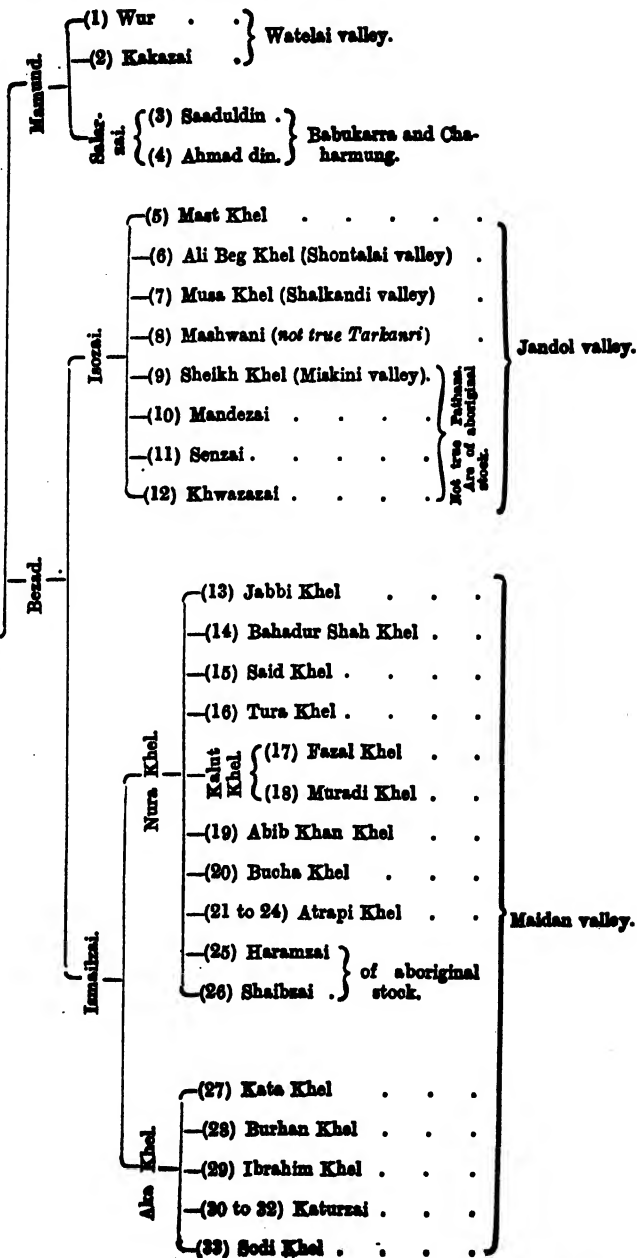 Mamund.
(1) Wur . .
(2) Kakazai .
Watelai valley.
Salar-
zai.
(3) Saaduldin .
(4) Ahmad din.
Babukarra and Cha-
harmung.
Bezad.
Isozai.
(5) Mast Khel . . . . .
(6) Ali Beg Khel (Shontalai valley) .
(7) Musa Khel (Shalkandi valley) .
(8) Mashwani (not true Tarkanri) .
(9) Sheikh Khel (Miskini valley).
(10) Mandezai . . . .
(11) Senzai . . . . .
(12) Khwazazai . . . .
Not true Pathans.
Are of aboriginal
stock.
Jandol valley.
Ismailzai.
Nura Khel.
(13) Jabbi Khel . . .
(14) Bahadur Shah Khel . .
(15) Said Khel . . . .
(16) Tura Khel . . . .
Kalut
Khel.
(17) Fazal Khel . .
(18) Muradi Khel . .
(19) Abib Khan Khel . .
(20) Bucha Khel . . .
(21 to 24) Atrapi Khel . .
(25) Haramzai
(26) Shaibzai .
of aboriginal
stock.
Aka Khel.
(27) Kata Khel . . .
(28) Burhan Khel . . .
(29) Ibrahim Khel . . .
(30 to 32) Katurzai . . .
(33) Sodi Khel . . . .
Maidan valley.